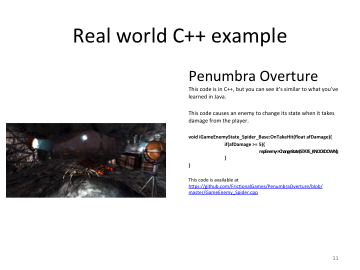 Real world C++ example
Penumbra Overture
This code is in C++, but you can see it's similar to what you've
learned in Java.
This code causes an enemy to change its state when it takes
damage from the player.
void iGameEnemyState_Spider_Base::OnTakeHit(float afDamage){
if(afDamage >= 5){
mpEnemy->ChangeState(STATE_KNOCKDOWN);
}
}
This code is available at
https://github.com/FrictionalGames/PenumbraOverture/blob/
master/GameEnemy_Spider.cpp
11